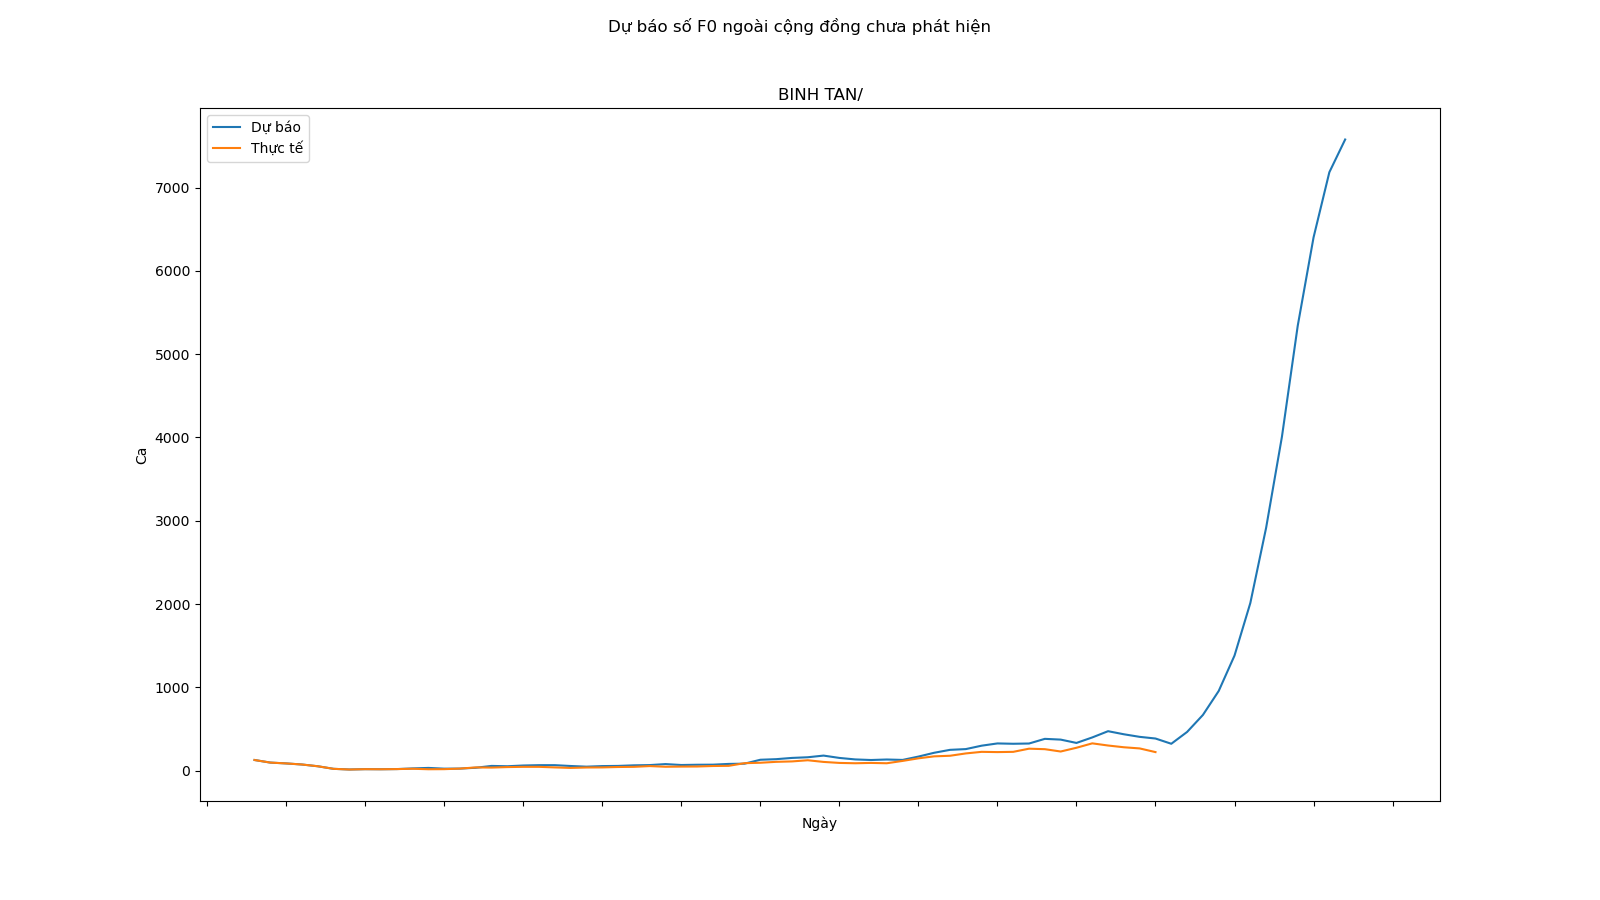 Dự báo số F0 ngoài cộng đồng chưa phát hiện
BINH TAN/
Dự báo
Thực tế
7000
6000
5000
4000
3000
2000
1000
0
Ca
Ngày